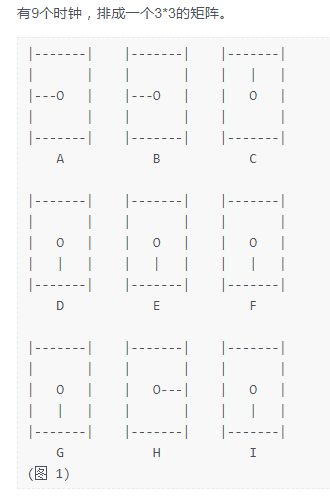 有9个时钟，排成一个3*3的矩阵。
|-------|    |-------|    |-------|
|       |    |       |    |   |   |
|---O   |    |---O   |    |   O   |
|       |    |       |    |       |
|-------|    |-------|    |-------|
    A            B            C
|-------|    |-------|    |-------|
|       |    |       |    |       |
|   O   |    |   O   |    |   O   |
|   |   |    |   |   |    |   |   |
|-------|    |-------|    |-------|
    D            E            F
|-------|    |-------|    |-------|
|       |    |       |    |       |
|   O   |    |   O---|    |   O   |
|   |   |    |       |    |   |   |
|-------|    |-------|    |-------|
    G            H            I
(图 1)